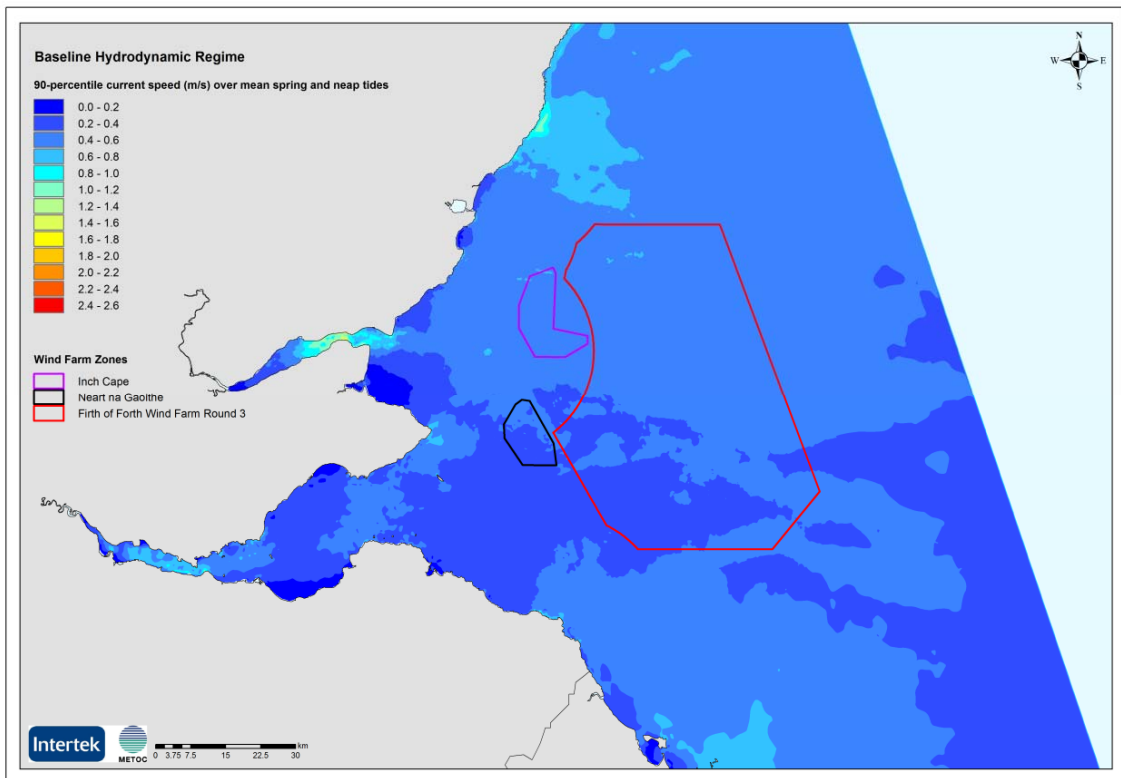 Baseline Hydrodynamic Regime
90-percentile current speed (m/s) over mean spring and neap tides
0.0 - 0.2
0.2 - 0.4
0.4 - 0.6
0.6 - 0.8
0.8 - 1.0
1.0 - 1.2
1.2 - 1.4
1.4 - 1.6
1.6 - 1.8
1.8 - 2.0
2.0 - 2.2
2.2 - 2.4
2.4 - 2.6
Wind Farm Zones
Inch Cape
Neart na Gaoithe
Firth of Forth Wind Farm Round 3
N
W E
S
Intertek
METOC
km
0 3.75 7.5 15 22.5 30